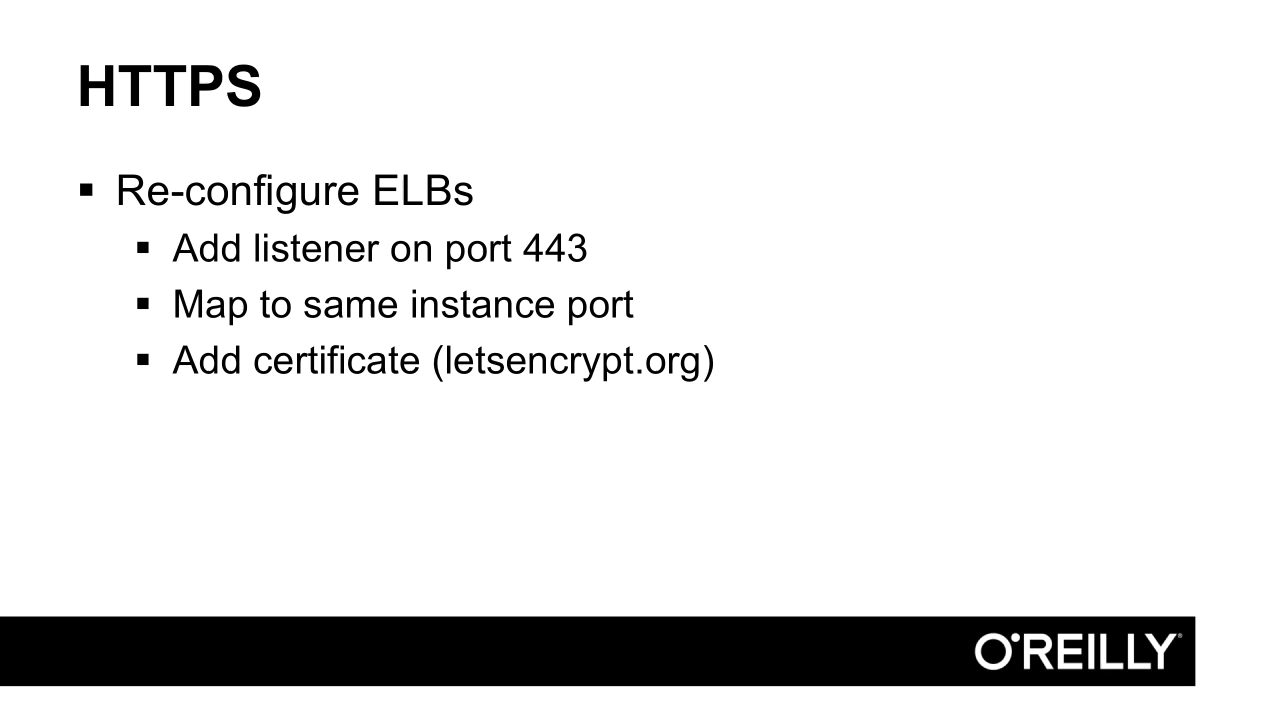 HTTPS
▪ Re-configure ELBs
▪ Add listener on port 443
▪ Map to same instance port
▪ Add certificate (letsencrypt.org)
O'REILLY®